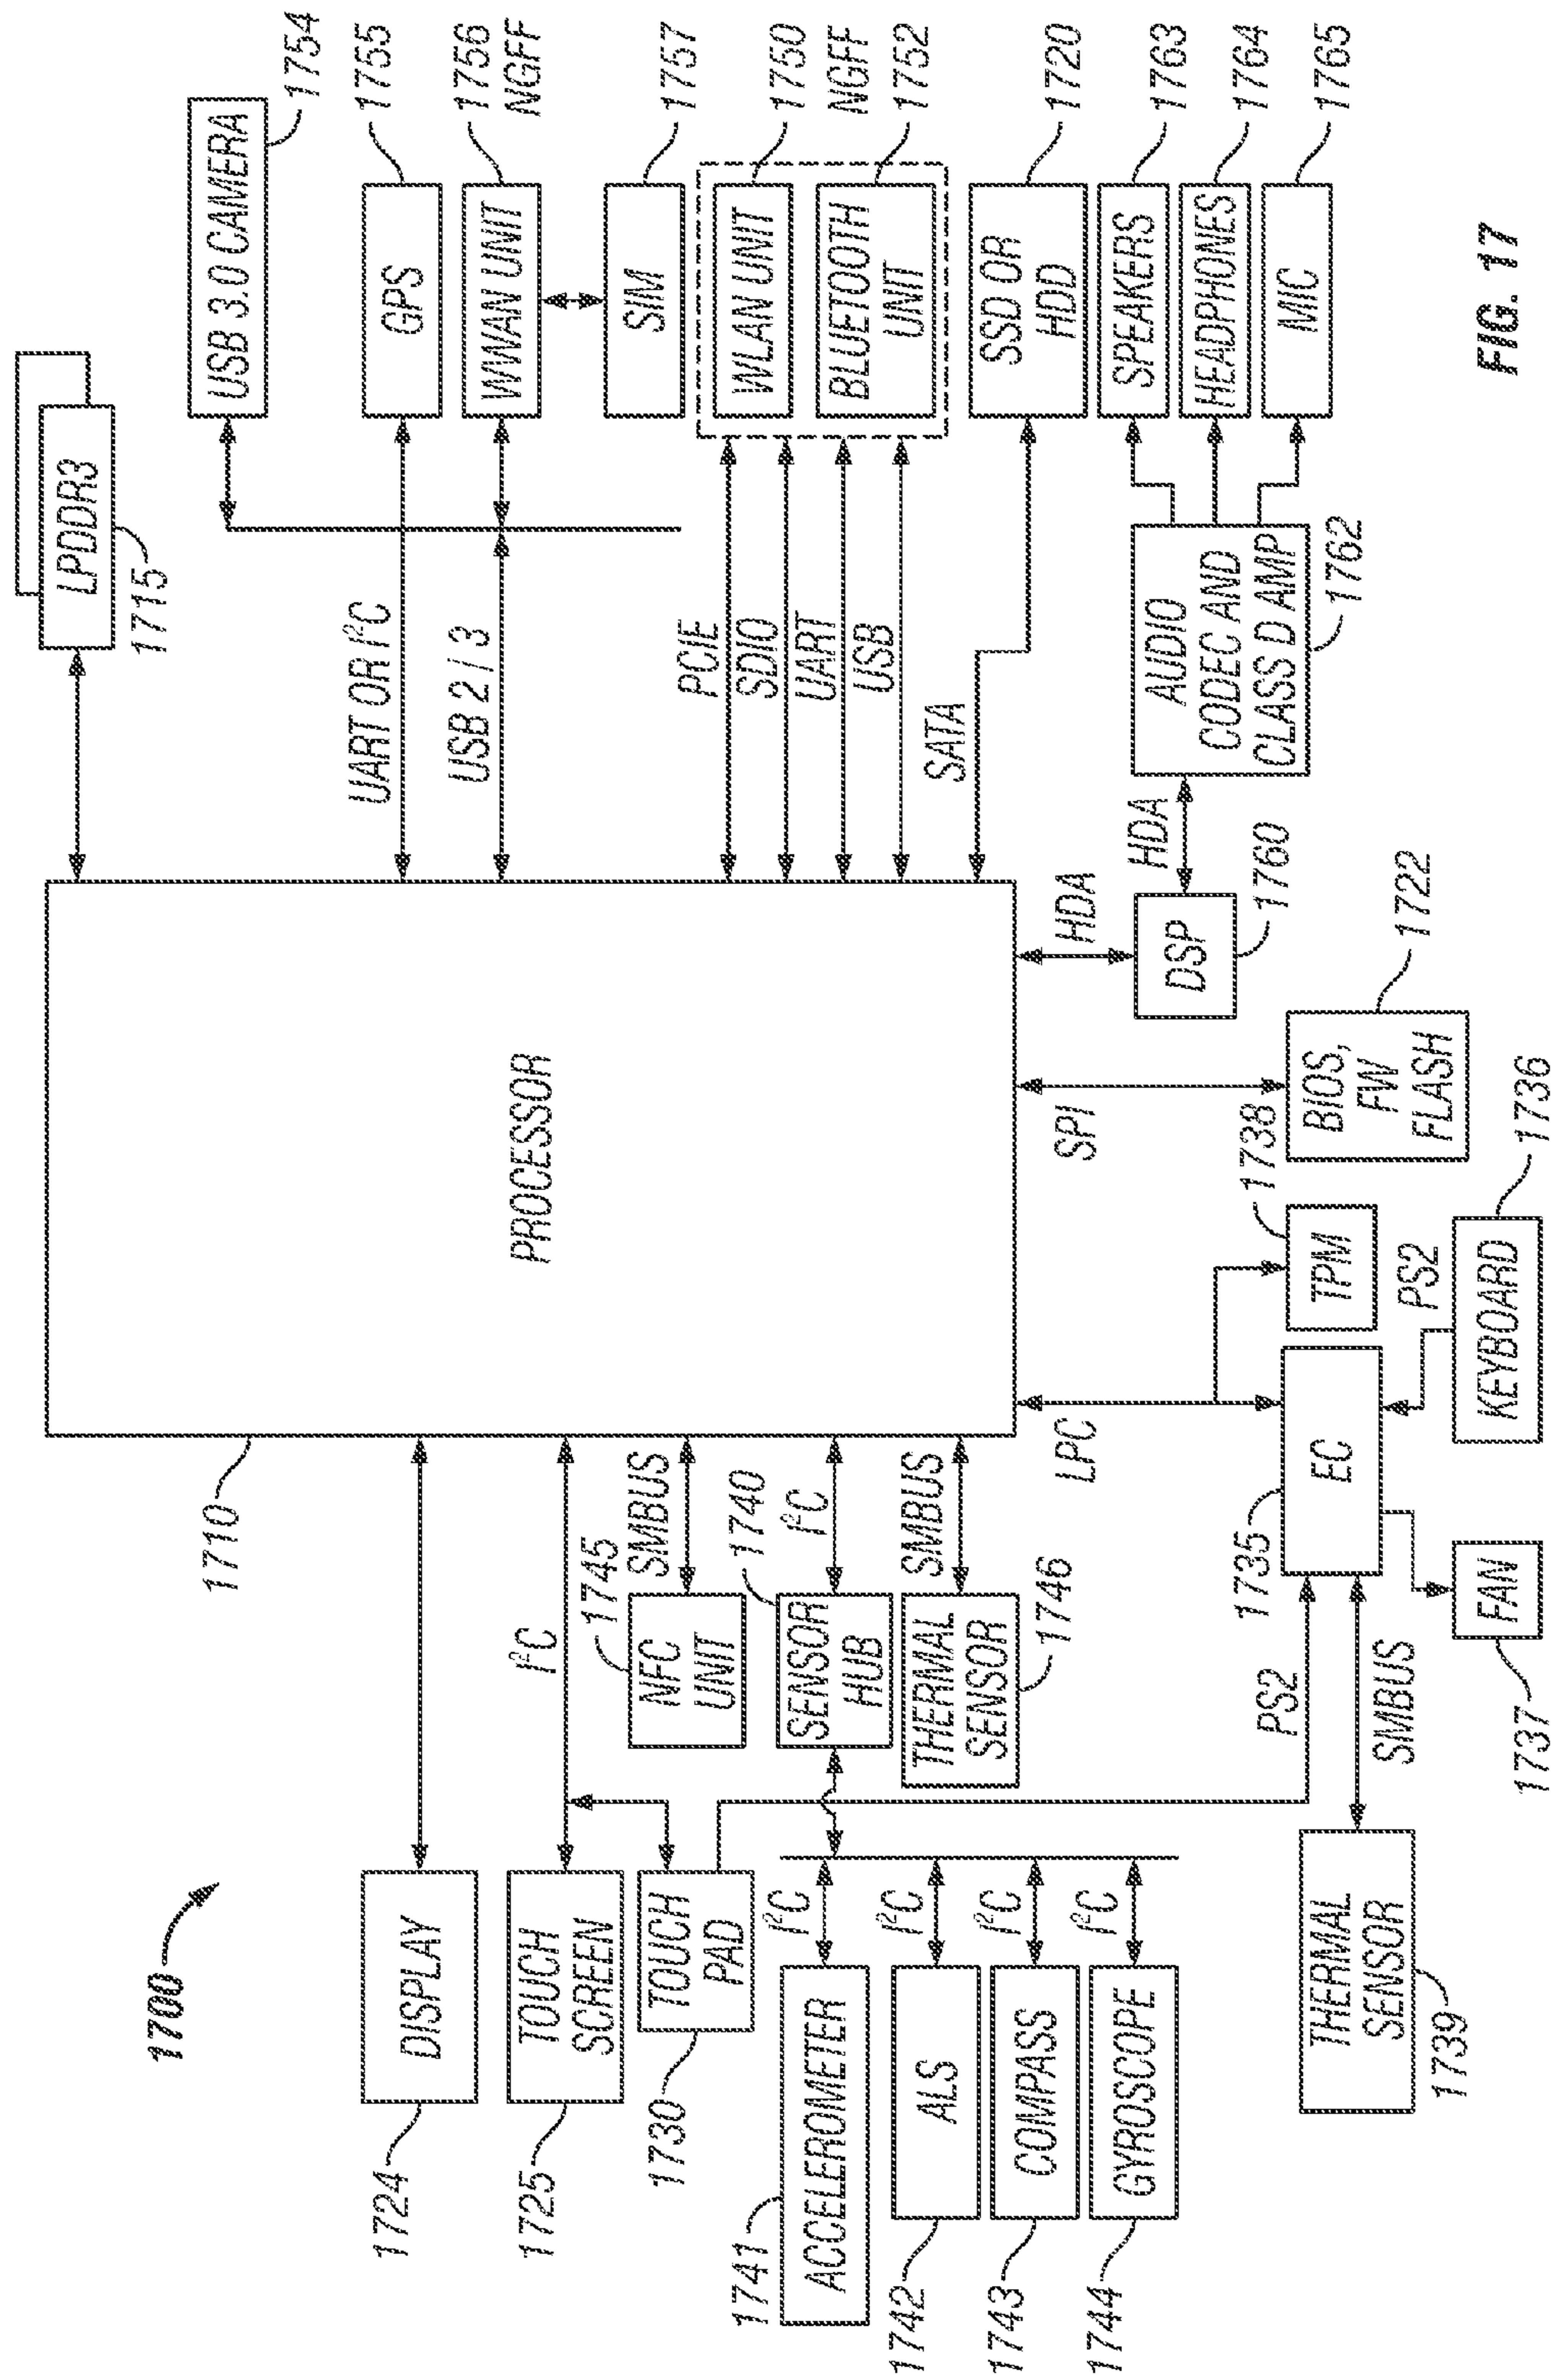 1700
LPDDR3
1715
1710
PROCESSOR
USB 3.0 CAMERA
1754
DISPLAY
1724
UART OR I²C
GPS
1755
TOUCH
SCREEN
1725
I²C
USB 2 / 3
WWAN UNIT
1756
NGFF
SIM
1757
TOUCH
PAD
1730
NFC
UNIT
1745
SMBUS
PCIE
SDIO
UART
USB
WLAN UNIT
1750
NGFF
BLUETOOTH
UNIT
1752
SENSOR
HUB
1740
I²C
ACCELEROMETER
1741
I²C
THERMAL
SENSOR
1746
SMBUS
ALS
1742
I²C
COMPASS
1743
I²C
GYROSCOPE
1744
I²C
SATA
SSD OR
HDD
1720
SPEAKERS
1763
HEADPHONES
1764
MIC
1765
AUDIO
CODEC AND
CLASS D AMP
1762
HDA
HDA
DSP
1760
LPC
SPI
BIOS,
FW
FLASH
1722
TPM
1738
EC
1735
PS2
PS2
KEYBOARD
1736
FAN
1737
SMBUS
THERMAL
SENSOR
1739
FIG. 17